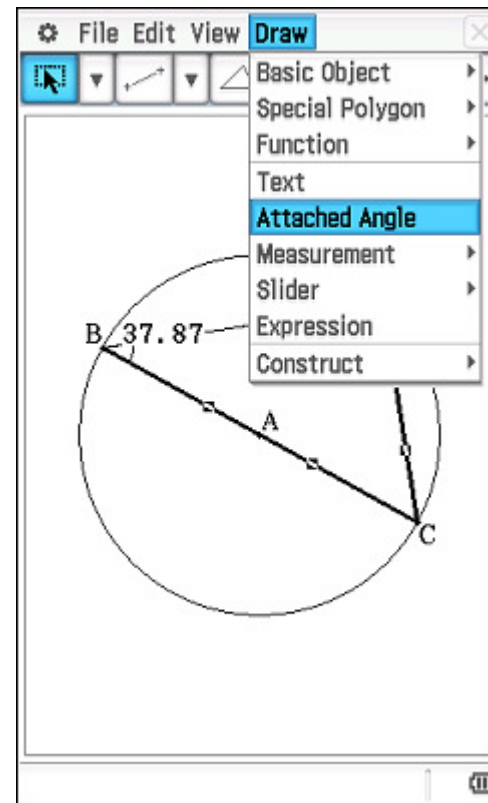 File Edit View Draw
Basic Object
Special Polygon
Function
Text
Attached Angle
Measurement
Slider
Expression
Construct
B 37.87
A
C